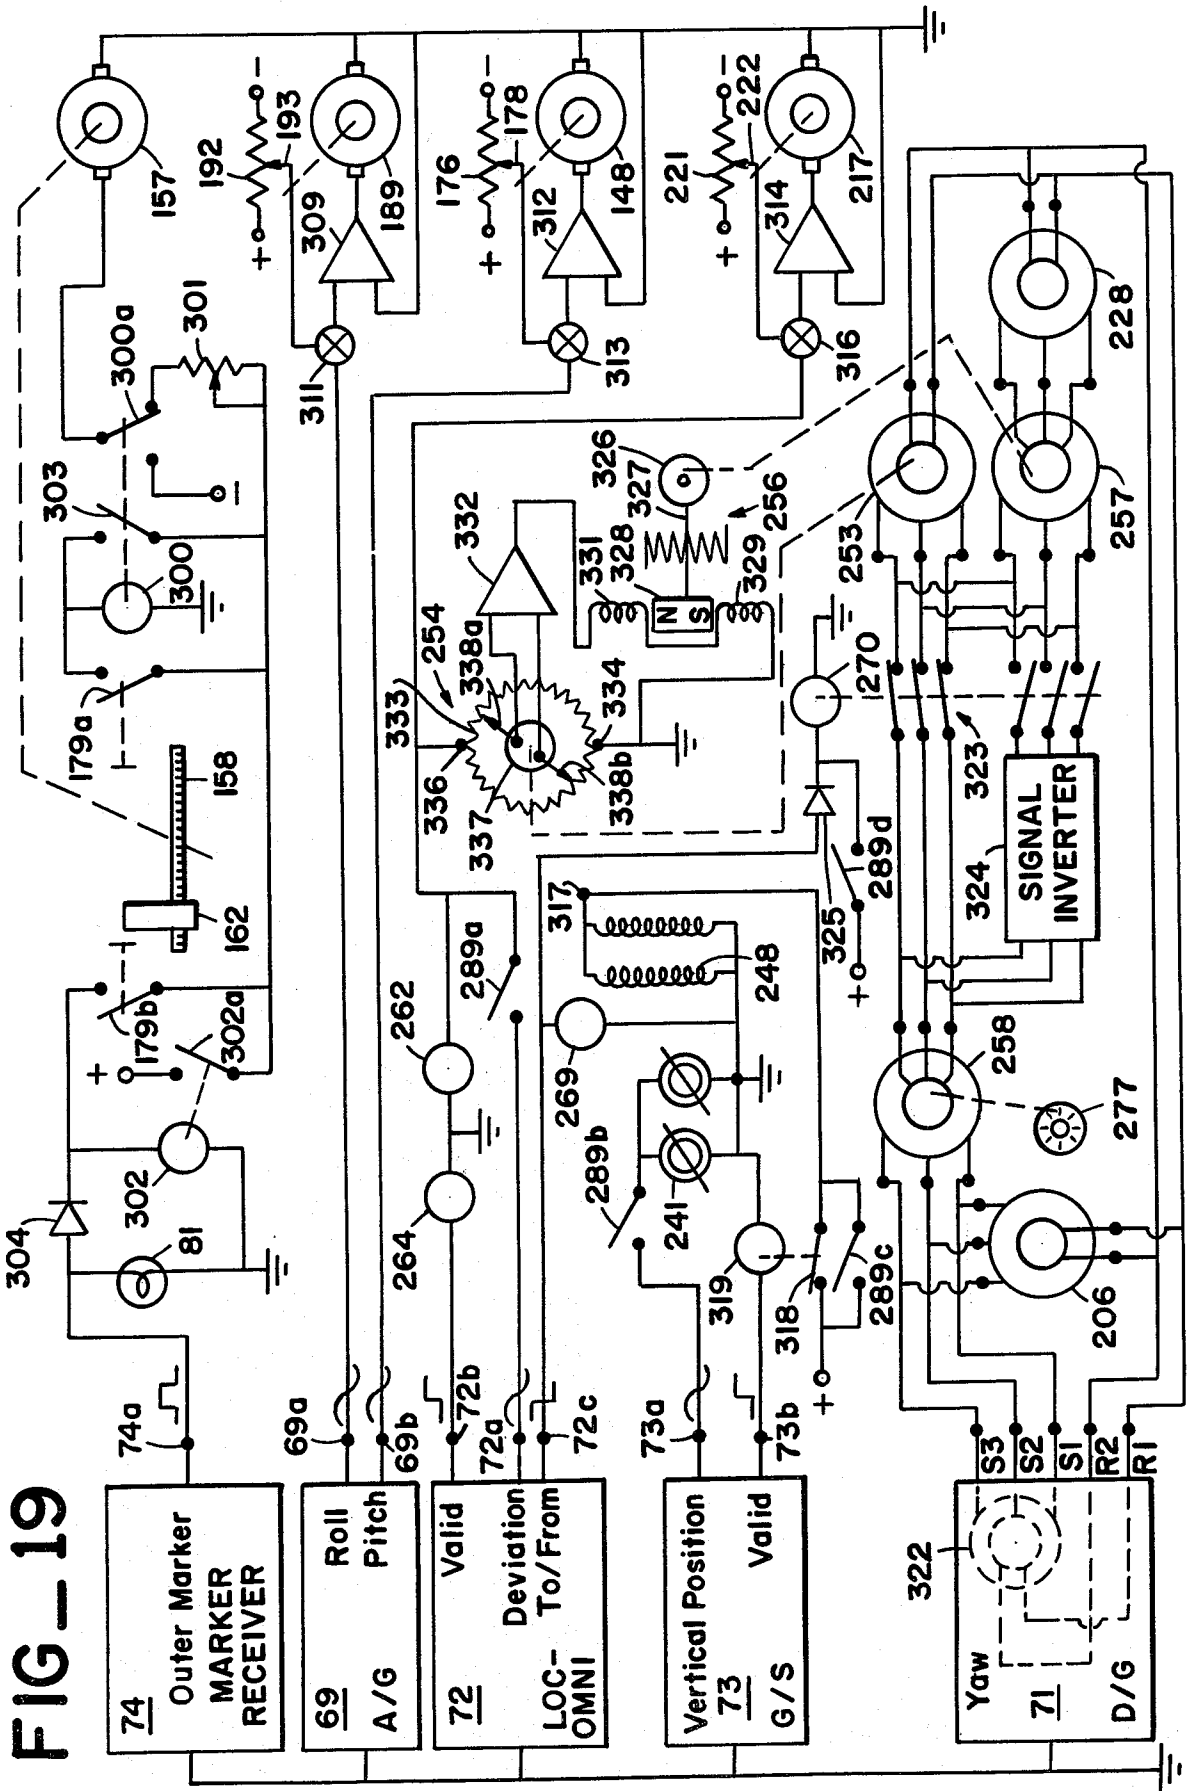 FIG_19
74
Outer Marker
MARKER
RECEIVER
74a
304
81
302
302a
179b
162
158
179a
300
303
300a
301
157
69
A/G
Roll
Pitch
69a
69b
311
309
192
193
189
+
−
313
312
176
178
148
+
−
316
314
221
222
217
+
−
72
LOC-
OMNI
Valid
Deviation
To/From
72b
72a
72c
264
262
289a
269
336
333
254
338a
337
338b
334
332
331
328
N
S
329
327
326
256
73
G/S
Vertical Position
Valid
73a
73b
289b
241
319
318
289c
+
317
248
325
289d
+
270
71
D/G
Yaw
322
S3
S2
S1
R2
R1
206
258
277
324
SIGNAL
INVERTER
323
253
257
228
+
−